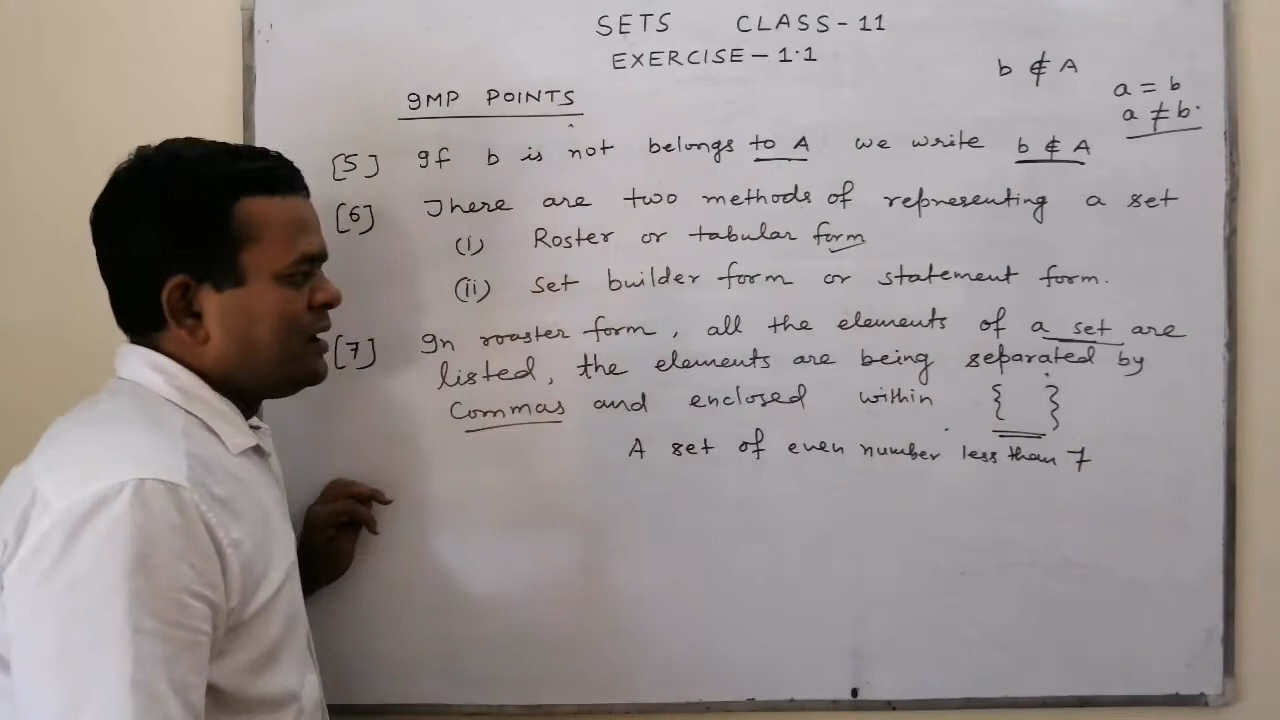 SETS CLASS-11
EXERCISE-1.1
b ∉ A
a = b
a ≠ b.
IMP POINTS
[5] If b is not belongs to A we write b ∉ A
[6] There are two methods of representing a set
(i) Roster or tabular form
(ii) Set builder form or statement form.
[7] In roaster form, all the elements of a set are
listed, the elements are being separated by
Commas and enclosed within { }
A set of even number less than 7